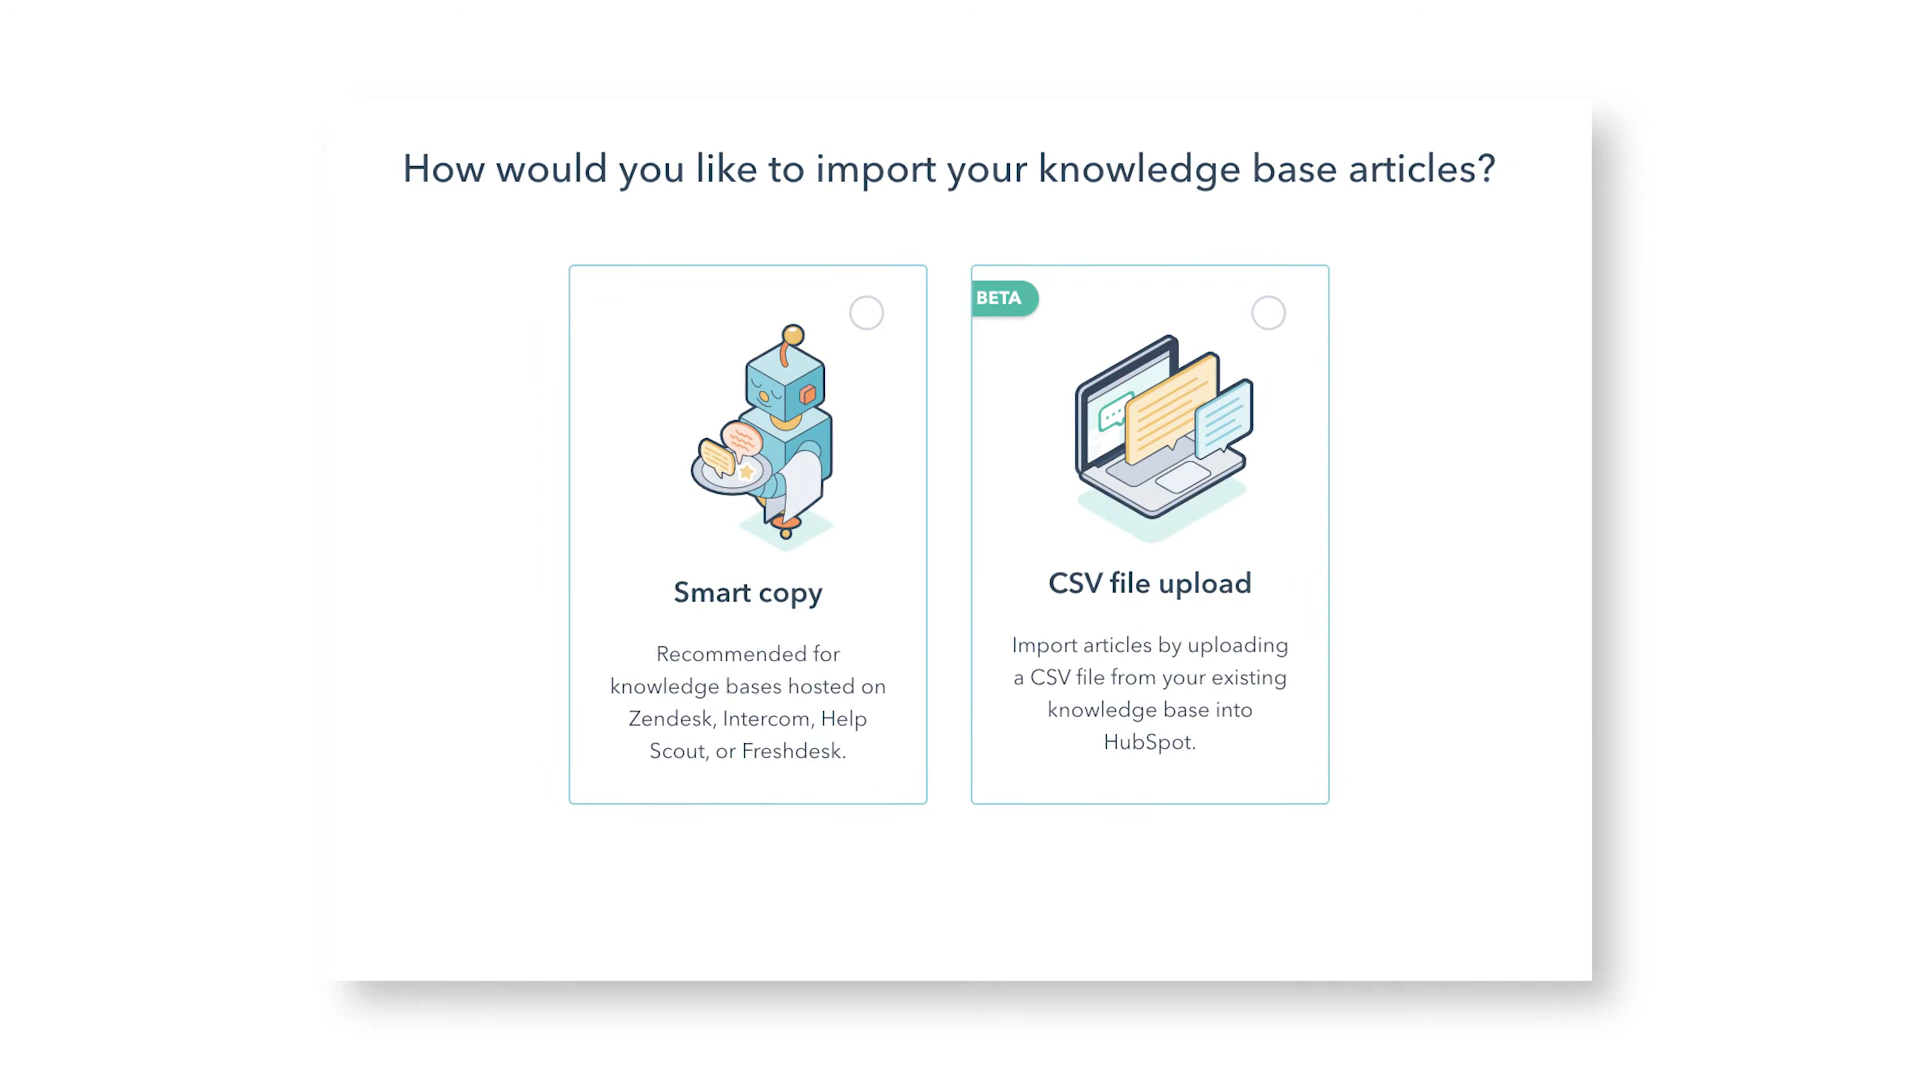 How would you like to import your knowledge base articles?
Smart copy
Recommended for
knowledge bases hosted on
Zendesk, Intercom, Help
Scout, or Freshdesk.
BETA
CSV file upload
Import articles by uploading
a CSV file from your existing
knowledge base into
HubSpot.